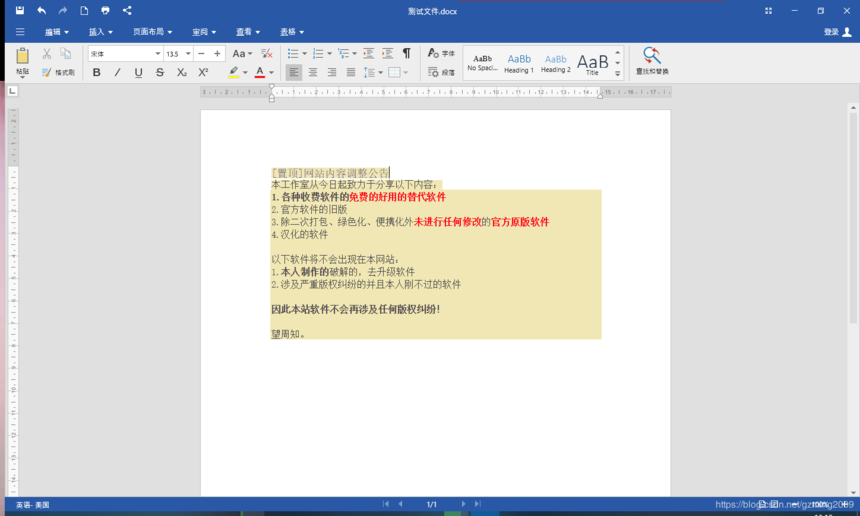 测试文件.docx
编辑 插入 页面布局 空间 查看 表格 登录
宋体 13.5 Aa
粘贴 格式刷 B / U S X₂ X² A 字体 段落
AaBb AaBb AaBb AaB
No Spaci... Heading 1 Heading 2 Title 查找和替换
[置顶]网站内容调整公告
本工作室从今日起致力于分享以下内容：
1.各种收费软件的免费的好用的替代软件
2.官方软件的旧版
3.除二次打包、绿色化、便携化外未进行任何修改的官方原版软件
4.汉化的软件
以下软件将不会出现在本网站：
1.本人制作的破解的，去升级软件
2.涉及严重版权纠纷的并且本人刚不过的软件
因此本站软件不会再涉及任何版权纠纷！
望周知。
英语- 美国 1/1